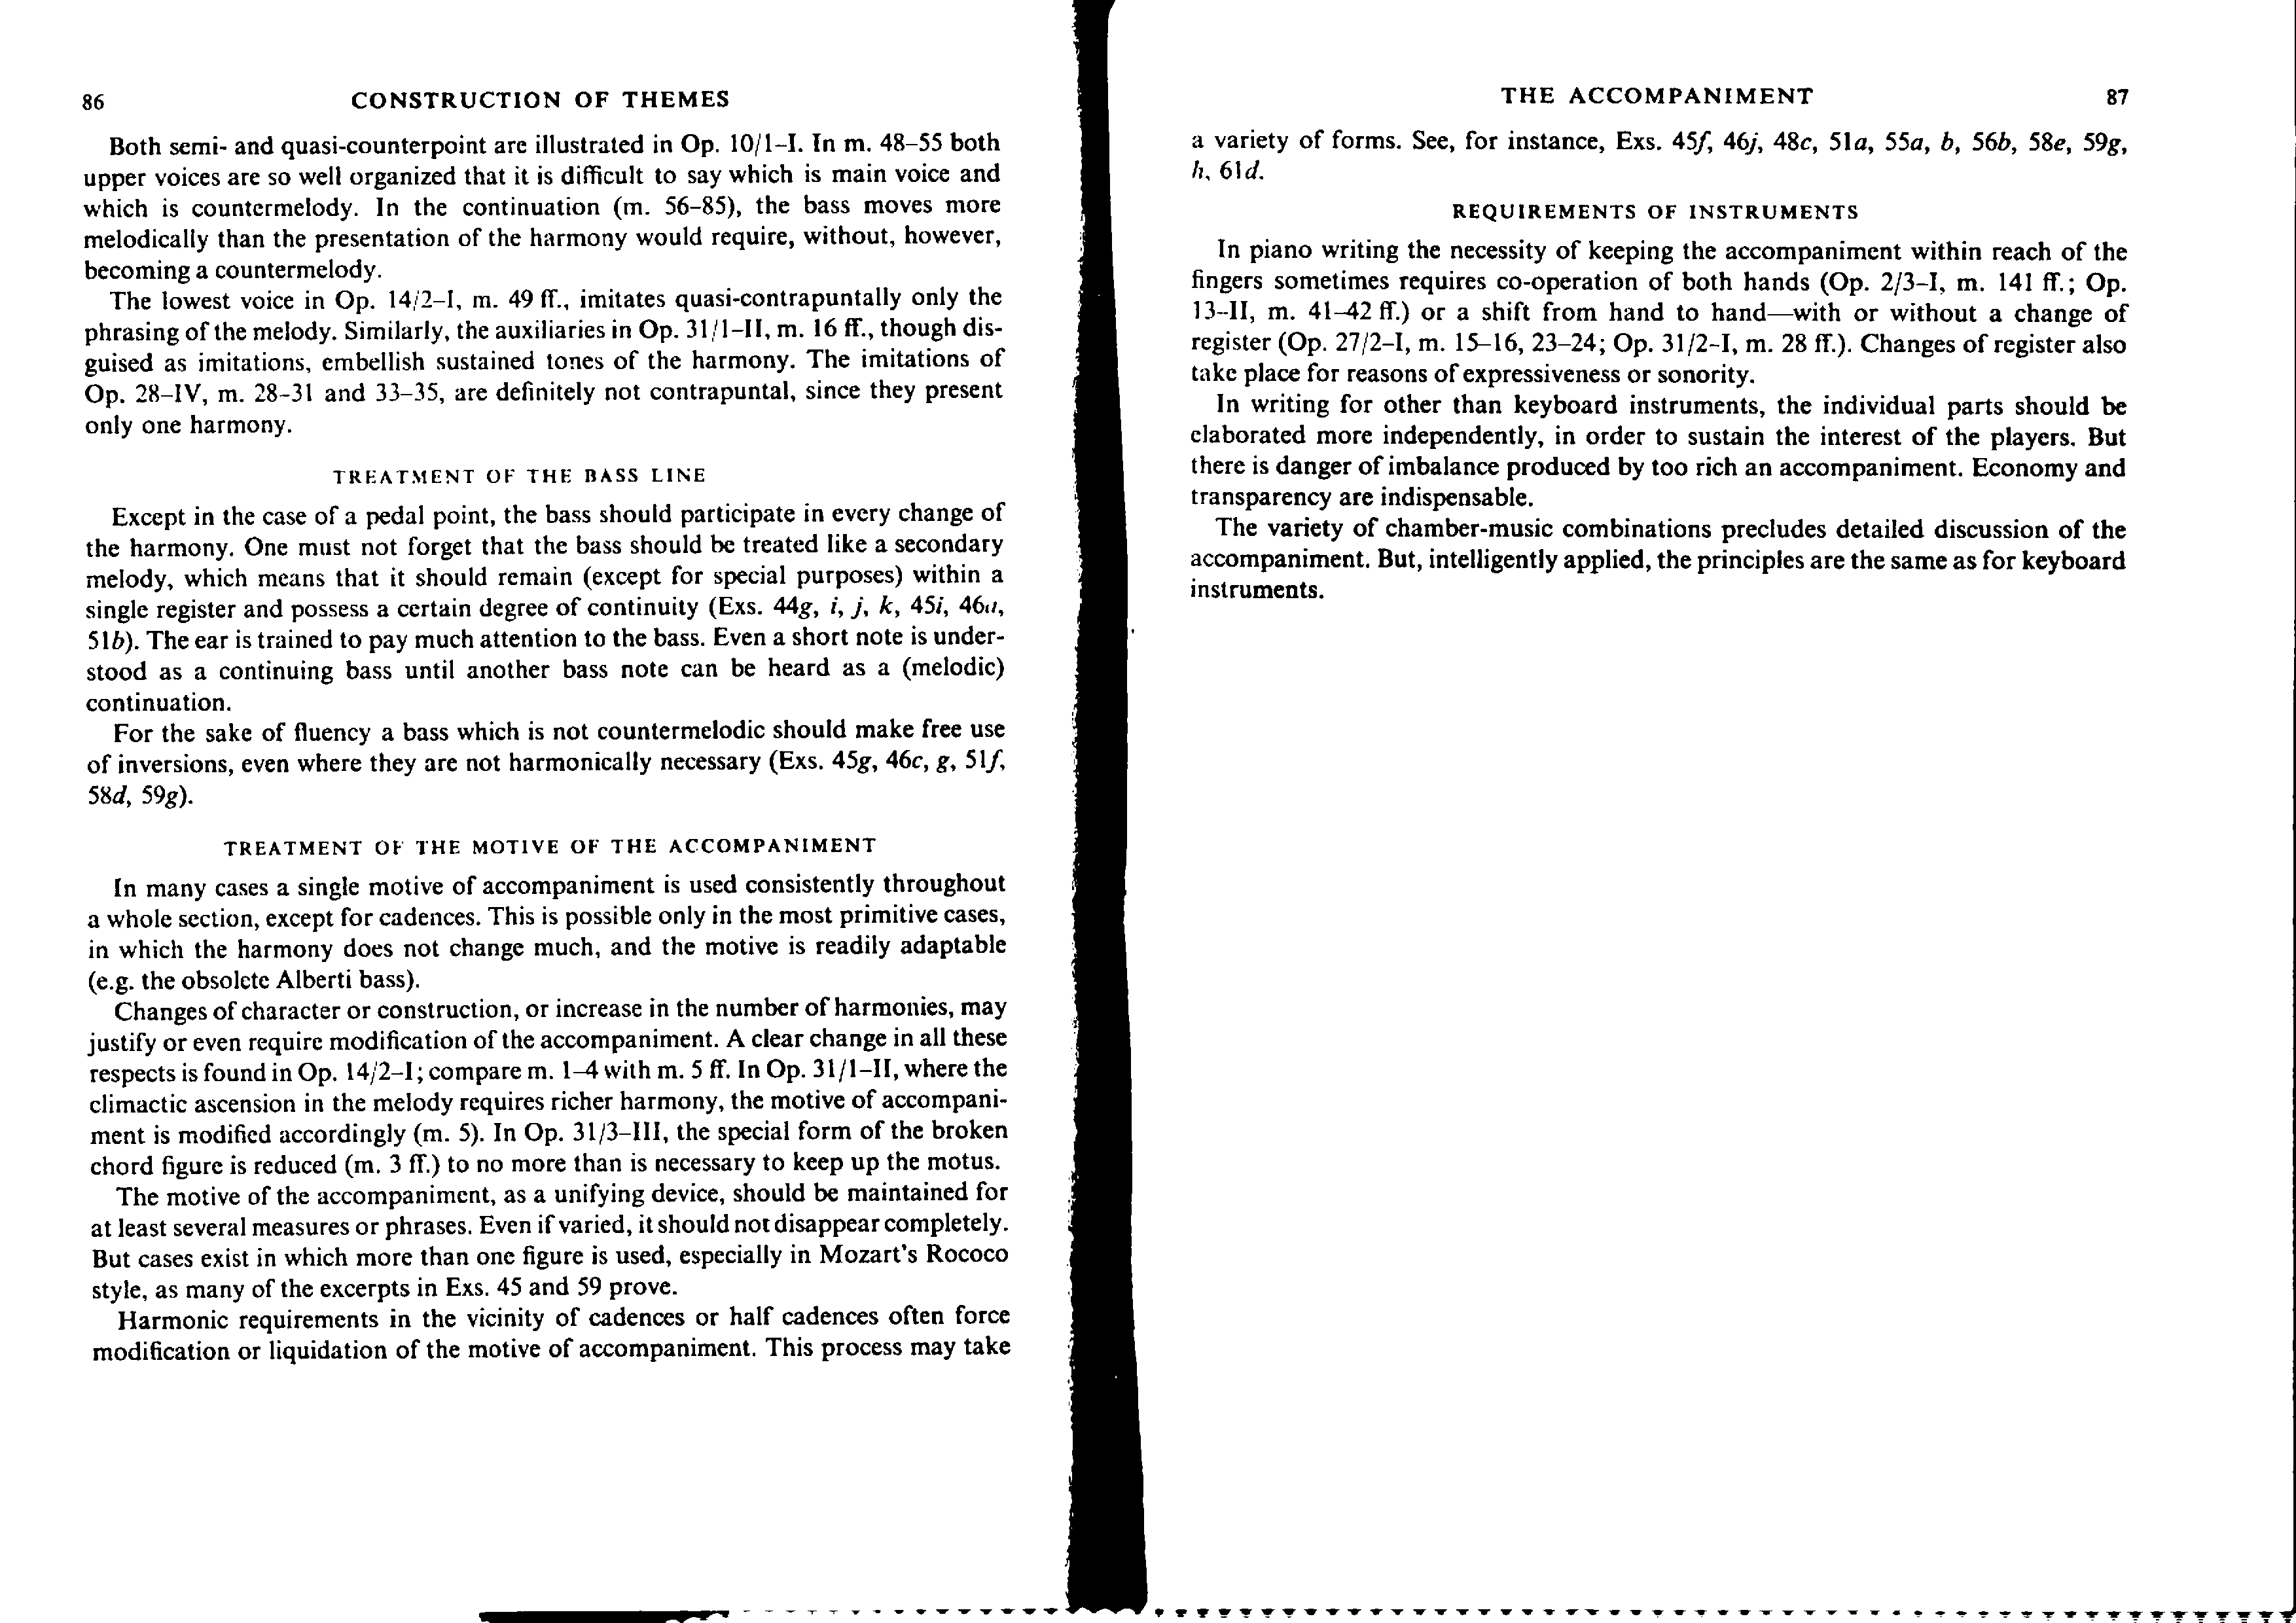 86
CONSTRUCTION OF THEMES
Both semi- and quasi-counterpoint are illustrated in Op. 10/1–I. In m. 48–55 both
upper voices are so well organized that it is difficult to say which is main voice and
which is countermelody. In the continuation (m. 56–85), the bass moves more
melodically than the presentation of the harmony would require, without, however,
becoming a countermelody.
The lowest voice in Op. 14/2–I, m. 49 ff., imitates quasi-contrapuntally only the
phrasing of the melody. Similarly, the auxiliaries in Op. 31/1–II, m. 16 ff., though dis-
guised as imitations, embellish sustained tones of the harmony. The imitations of
Op. 28–IV, m. 28–31 and 33–35, are definitely not contrapuntal, since they present
only one harmony.
TREATMENT OF THE BASS LINE
Except in the case of a pedal point, the bass should participate in every change of
the harmony. One must not forget that the bass should be treated like a secondary
melody, which means that it should remain (except for special purposes) within a
single register and possess a certain degree of continuity (Exs. 44g, i, j, k, 45i, 46a,
51b). The ear is trained to pay much attention to the bass. Even a short note is under-
stood as a continuing bass until another bass note can be heard as a (melodic)
continuation.
For the sake of fluency a bass which is not countermelodic should make free use
of inversions, even where they are not harmonically necessary (Exs. 45g, 46c, g, 51f,
58d, 59g).
TREATMENT OF THE MOTIVE OF THE ACCOMPANIMENT
In many cases a single motive of accompaniment is used consistently throughout
a whole section, except for cadences. This is possible only in the most primitive cases,
in which the harmony does not change much, and the motive is readily adaptable
(e.g. the obsolete Alberti bass).
Changes of character or construction, or increase in the number of harmonies, may
justify or even require modification of the accompaniment. A clear change in all these
respects is found in Op. 14/2–I; compare m. 1–4 with m. 5 ff. In Op. 31/1–II, where the
climactic ascension in the melody requires richer harmony, the motive of accompani-
ment is modified accordingly (m. 5). In Op. 31/3–III, the special form of the broken
chord figure is reduced (m. 3 ff.) to no more than is necessary to keep up the motus.
The motive of the accompaniment, as a unifying device, should be maintained for
at least several measures or phrases. Even if varied, it should not disappear completely.
But cases exist in which more than one figure is used, especially in Mozart's Rococo
style, as many of the excerpts in Exs. 45 and 59 prove.
Harmonic requirements in the vicinity of cadences or half cadences often force
modification or liquidation of the motive of accompaniment. This process may take
THE ACCOMPANIMENT
87
a variety of forms. See, for instance, Exs. 45f, 46j, 48c, 51a, 55a, b, 56b, 58e, 59g,
h, 61d.
REQUIREMENTS OF INSTRUMENTS
In piano writing the necessity of keeping the accompaniment within reach of the
fingers sometimes requires co-operation of both hands (Op. 2/3–I, m. 141 ff.; Op.
13–II, m. 41–42 ff.) or a shift from hand to hand—with or without a change of
register (Op. 27/2–I, m. 15–16, 23–24; Op. 31/2–I, m. 28 ff.). Changes of register also
take place for reasons of expressiveness or sonority.
In writing for other than keyboard instruments, the individual parts should be
elaborated more independently, in order to sustain the interest of the players. But
there is danger of imbalance produced by too rich an accompaniment. Economy and
transparency are indispensable.
The variety of chamber-music combinations precludes detailed discussion of the
accompaniment. But, intelligently applied, the principles are the same as for keyboard
instruments.